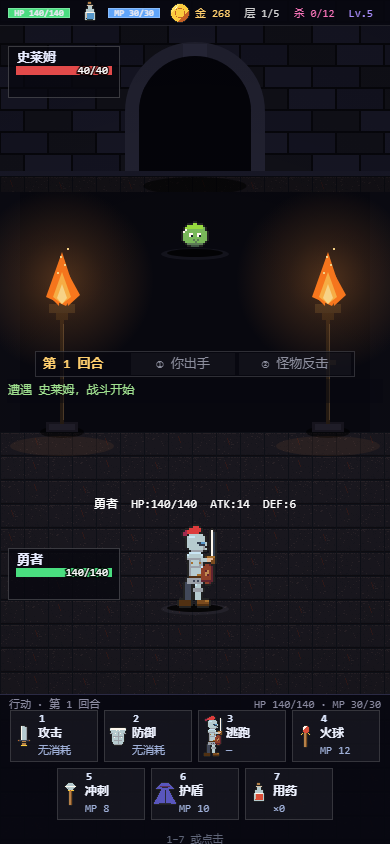 HP 140/140 MP 30/30 金 268 层 1/5 杀 0/12 Lv.5
史莱姆
40/40
第 1 回合 ① 你出手 ② 怪物反击
遭遇 史莱姆，战斗开始
勇者 HP:140/140 ATK:14 DEF:6
勇者
140/140
行动 · 第 1 回合 HP 140/140 · MP 30/30
1 攻击 无消耗
2 防御 无消耗
3 逃跑 —
4 火球 MP 12
5 冲刺 MP 8
6 护盾 MP 10
7 用药 ×0
1-7 或点击